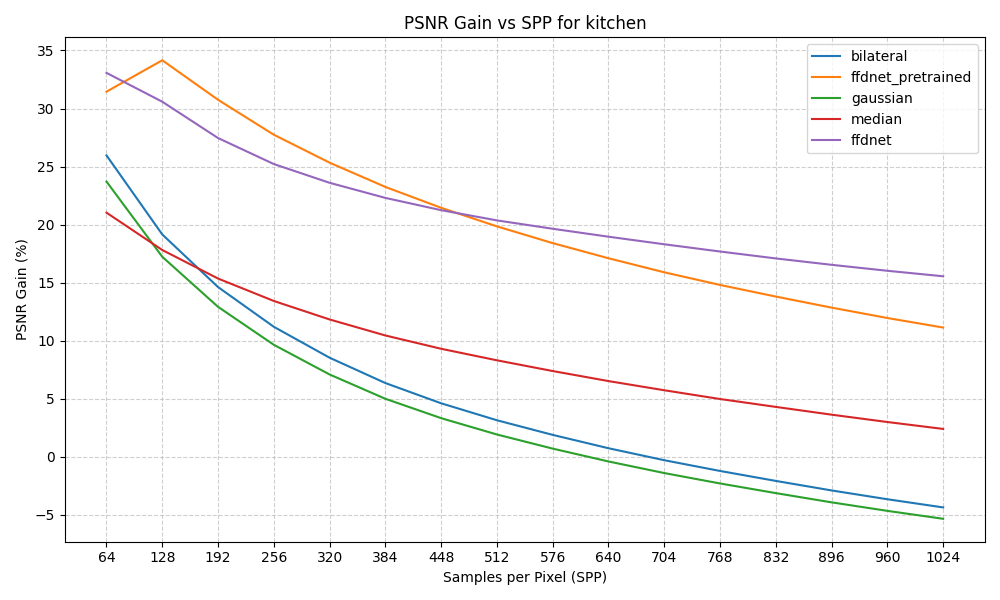 PSNR Gain vs SPP for kitchen
PSNR Gain (%)
35
30
25
20
15
10
5
0
−5
bilateral
ffdnet_pretrained
gaussian
median
ffdnet
64 128 192 256 320 384 448 512 576 640 704 768 832 896 960 1024
Samples per Pixel (SPP)